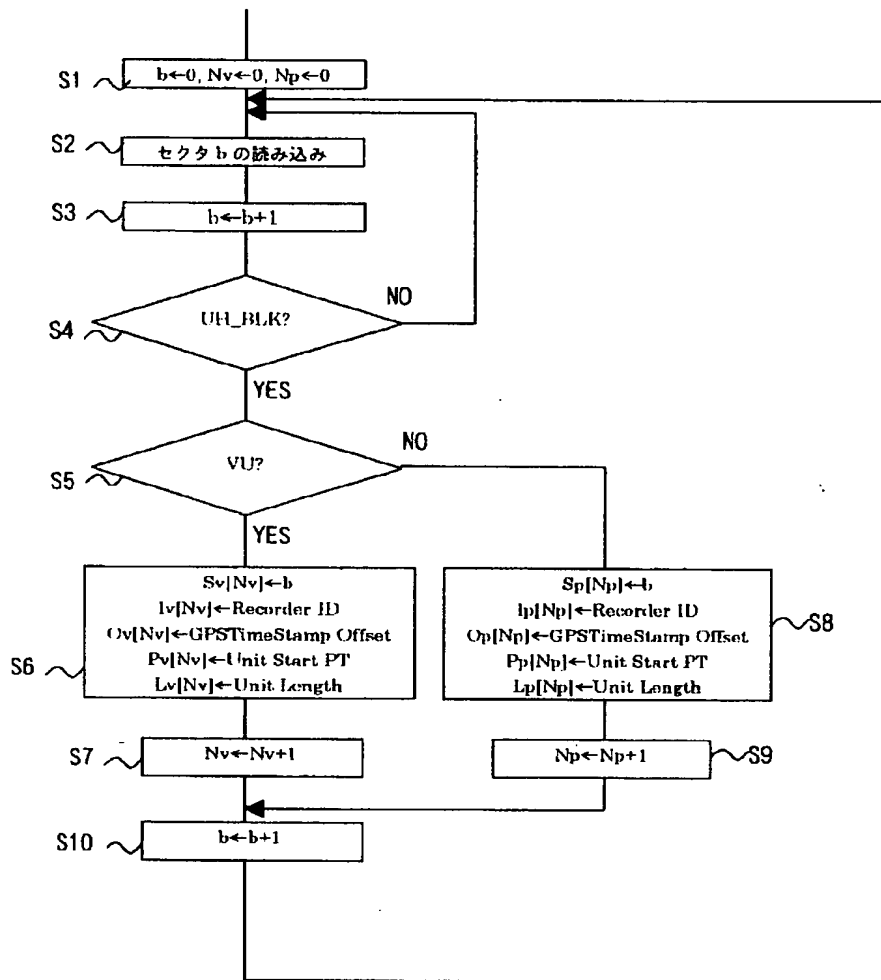 S1
b←0, Nv←0, Np←0
S2
セクタ b の読み込み
S3
b←b+1
S4
UH_BLK?
NO
YES
S5
VU?
NO
YES
S6
Sv[Nv]←b
Iv[Nv]←Recorder ID
Ov[Nv]←GPSTimeStamp Offset
Pv[Nv]←Unit Start PT
Lv[Nv]←Unit Length
Sp[Np]←b
Ip[Np]←Recorder ID
Op[Np]←GPSTimeStamp Offset
Pp[Np]←Unit Start PT
Lp[Np]←Unit Length
S8
S7
Nv←Nv+1
Np←Np+1
S9
S10
b←b+1